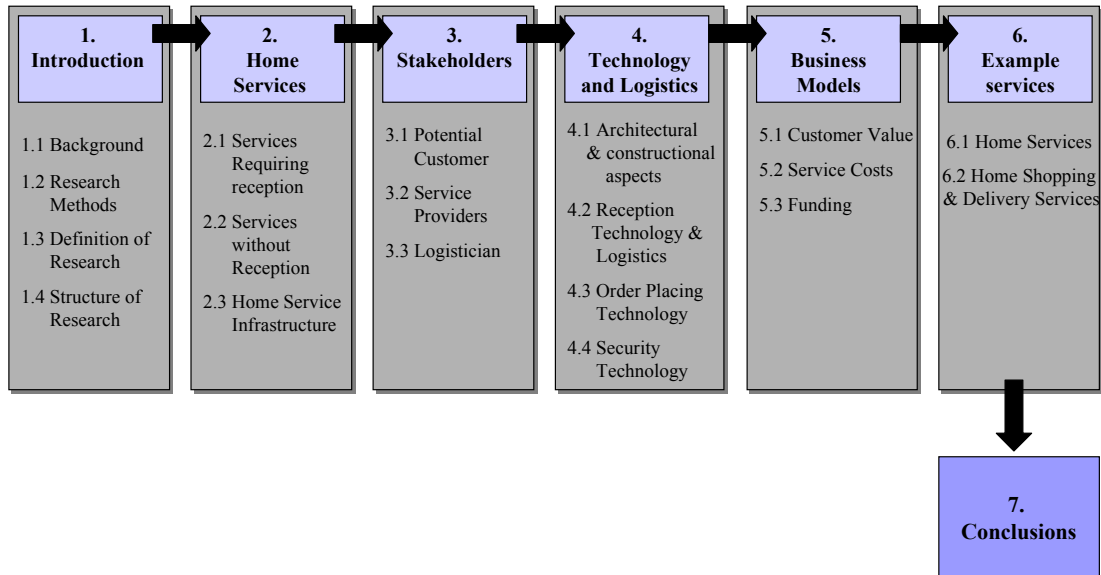 1.
Introduction
1.1 Background
1.2 Research
Methods
1.3 Definition of
Research
1.4 Structure of
Research
2.
Home
Services
2.1 Services
Requiring
reception
2.2 Services
without
Reception
2.3 Home Service
Infrastructure
3.
Stakeholders
3.1 Potential
Customer
3.2 Service
Providers
3.3 Logistician
4.
Technology
and Logistics
4.1 Architectural
& constructional
aspects
4.2 Reception
Technology &
Logistics
4.3 Order Placing
Technology
4.4 Security
Technology
5.
Business
Models
5.1 Customer Value
5.2 Service Costs
5.3 Funding
6.
Example
services
6.1 Home Services
6.2 Home Shopping
& Delivery Services
7.
Conclusions